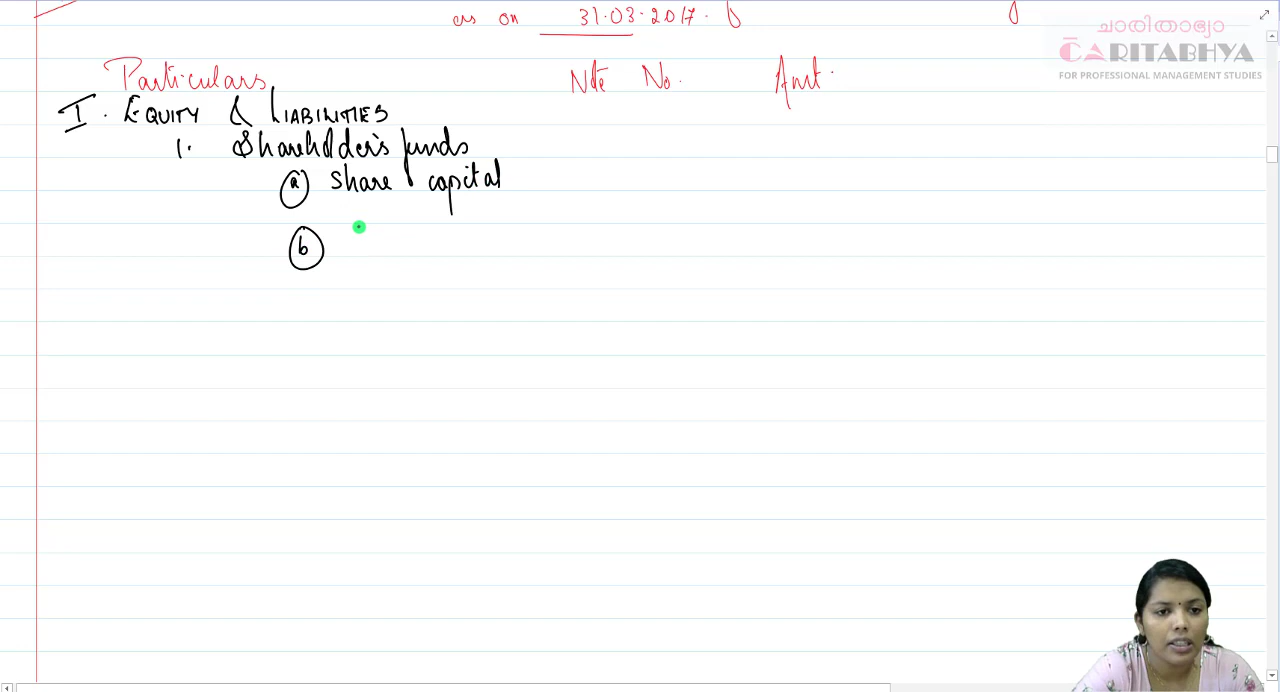 as on 31.03.2017.
ചാരിതാഭ്യാ
CARITABHYA
FOR PROFESSIONAL MANAGEMENT STUDIES
Particulars Note No. Amt.
I. EQUITY & LIABILITIES
1. Shareholder's funds
(a) Share capital
(b)